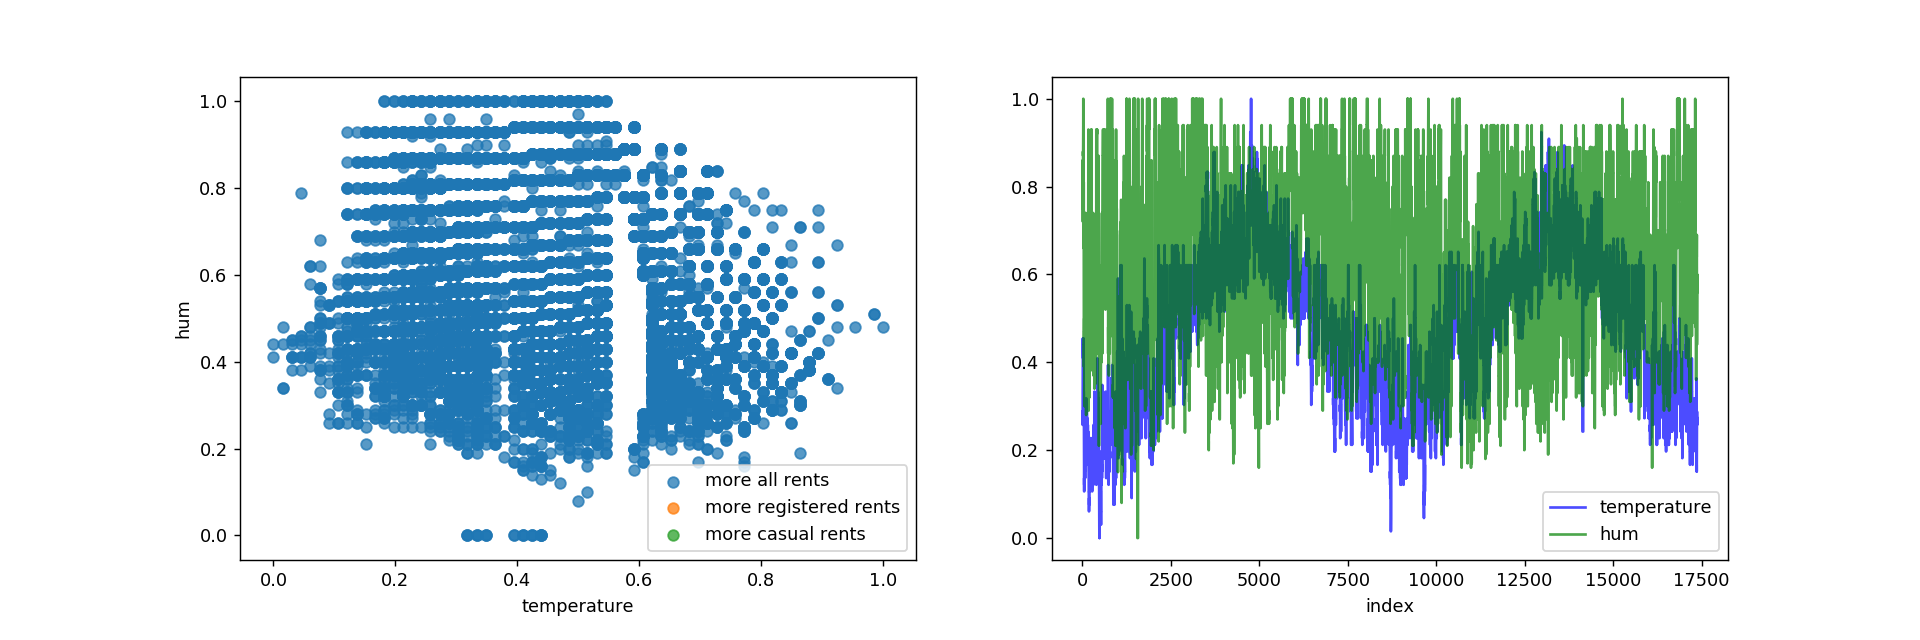 1.0
0.8
0.6
0.4
0.2
0.0
hum
0.0 0.2 0.4 0.6 0.8 1.0
temperature
more all rents
more registered rents
more casual rents
1.0
0.8
0.6
0.4
0.2
0.0
0 2500 5000 7500 10000 12500 15000 17500
index
temperature
hum